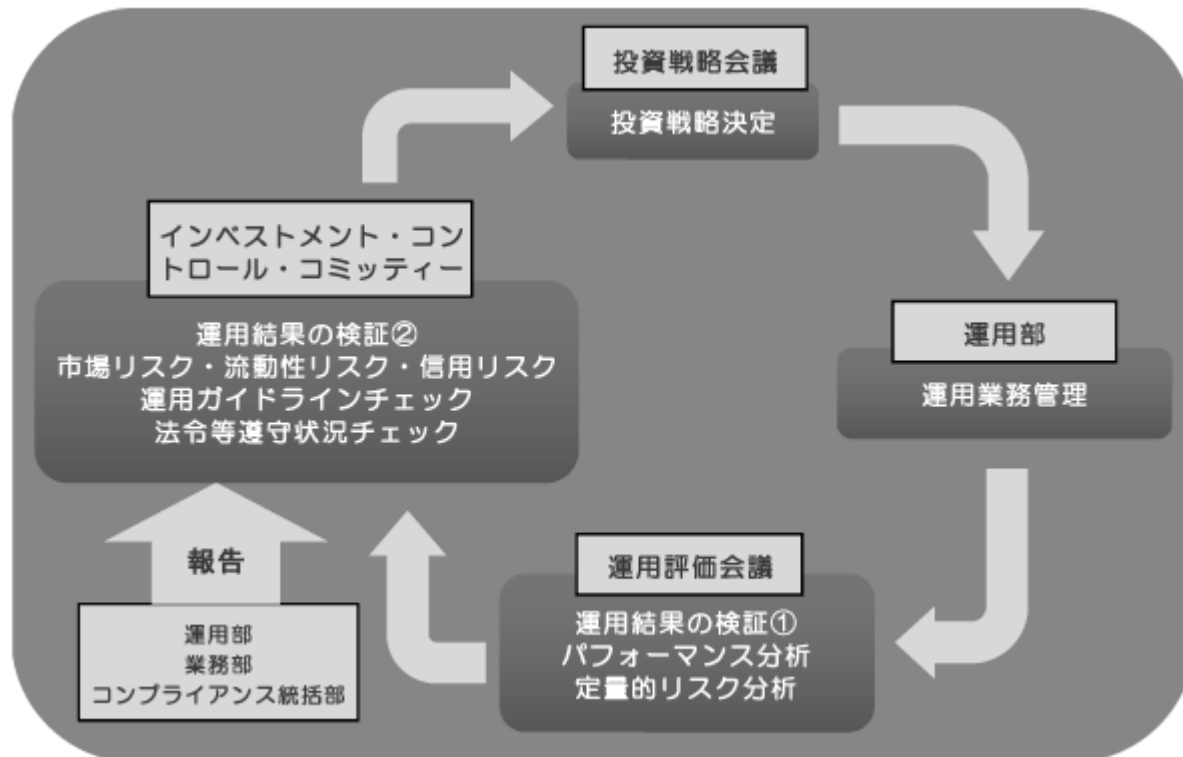 投資戦略会議
投資戦略決定
運用部
運用業務管理
運用評価会議
運用結果の検証①
パフォーマンス分析
定量的リスク分析
インベストメント・コン
トロール・コミッティー
運用結果の検証②
市場リスク・流動性リスク・信用リスク
運用ガイドラインチェック
法令等遵守状況チェック
報告
運用部
業務部
コンプライアンス統括部